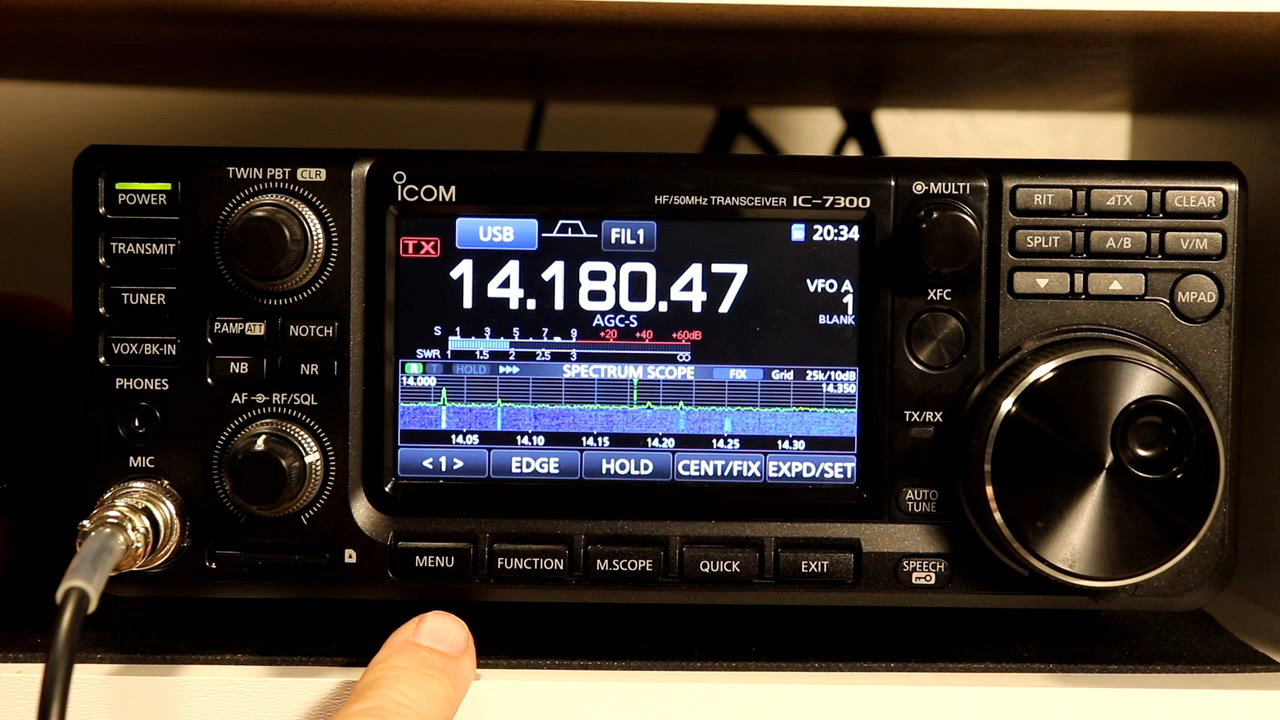 POWER
TRANSMIT
TUNER
VOX/BK-IN
PHONES
MIC
TWIN PBT CLR
P.AMP ATT NOTCH
NB NR
AF RF/SQL
ICOM
HF/50MHz TRANSCEIVER IC-7300
TX USB FIL1 20:34
14.180.47
VFO A
1
BLANK
AGC-S
S 1 3 5 7 9 +20 +40 +60dB
SWR 1 1.5 2 2.5 3 ∞
R T HOLD SPECTRUM SCOPE FIX Grid 25k/10dB
14.000 14.350
14.05 14.10 14.15 14.20 14.25 14.30
<1> EDGE HOLD CENT/FIX EXPD/SET
MENU FUNCTION M.SCOPE QUICK EXIT
MULTI
XFC
TX/RX
AUTO
TUNE
SPEECH
RIT ⊿TX CLEAR
SPLIT A/B V/M
MPAD